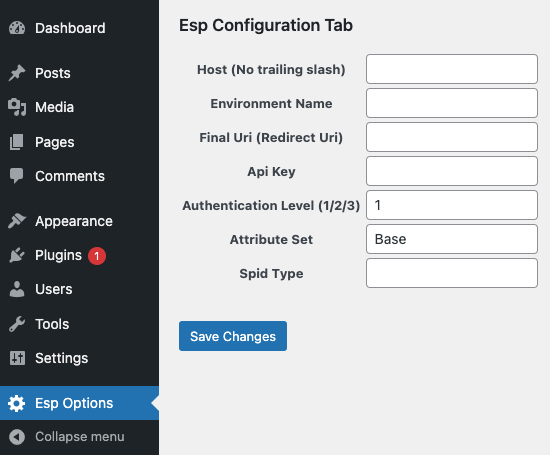 Dashboard
Posts
Media
Pages
Comments
Appearance
Plugins 1
Users
Tools
Settings
Esp Options
Collapse menu
Esp Configuration Tab
Host (No trailing slash)
Environment Name
Final Uri (Redirect Uri)
Api Key
Authentication Level (1/2/3) 1
Attribute Set Base
Spid Type
Save Changes